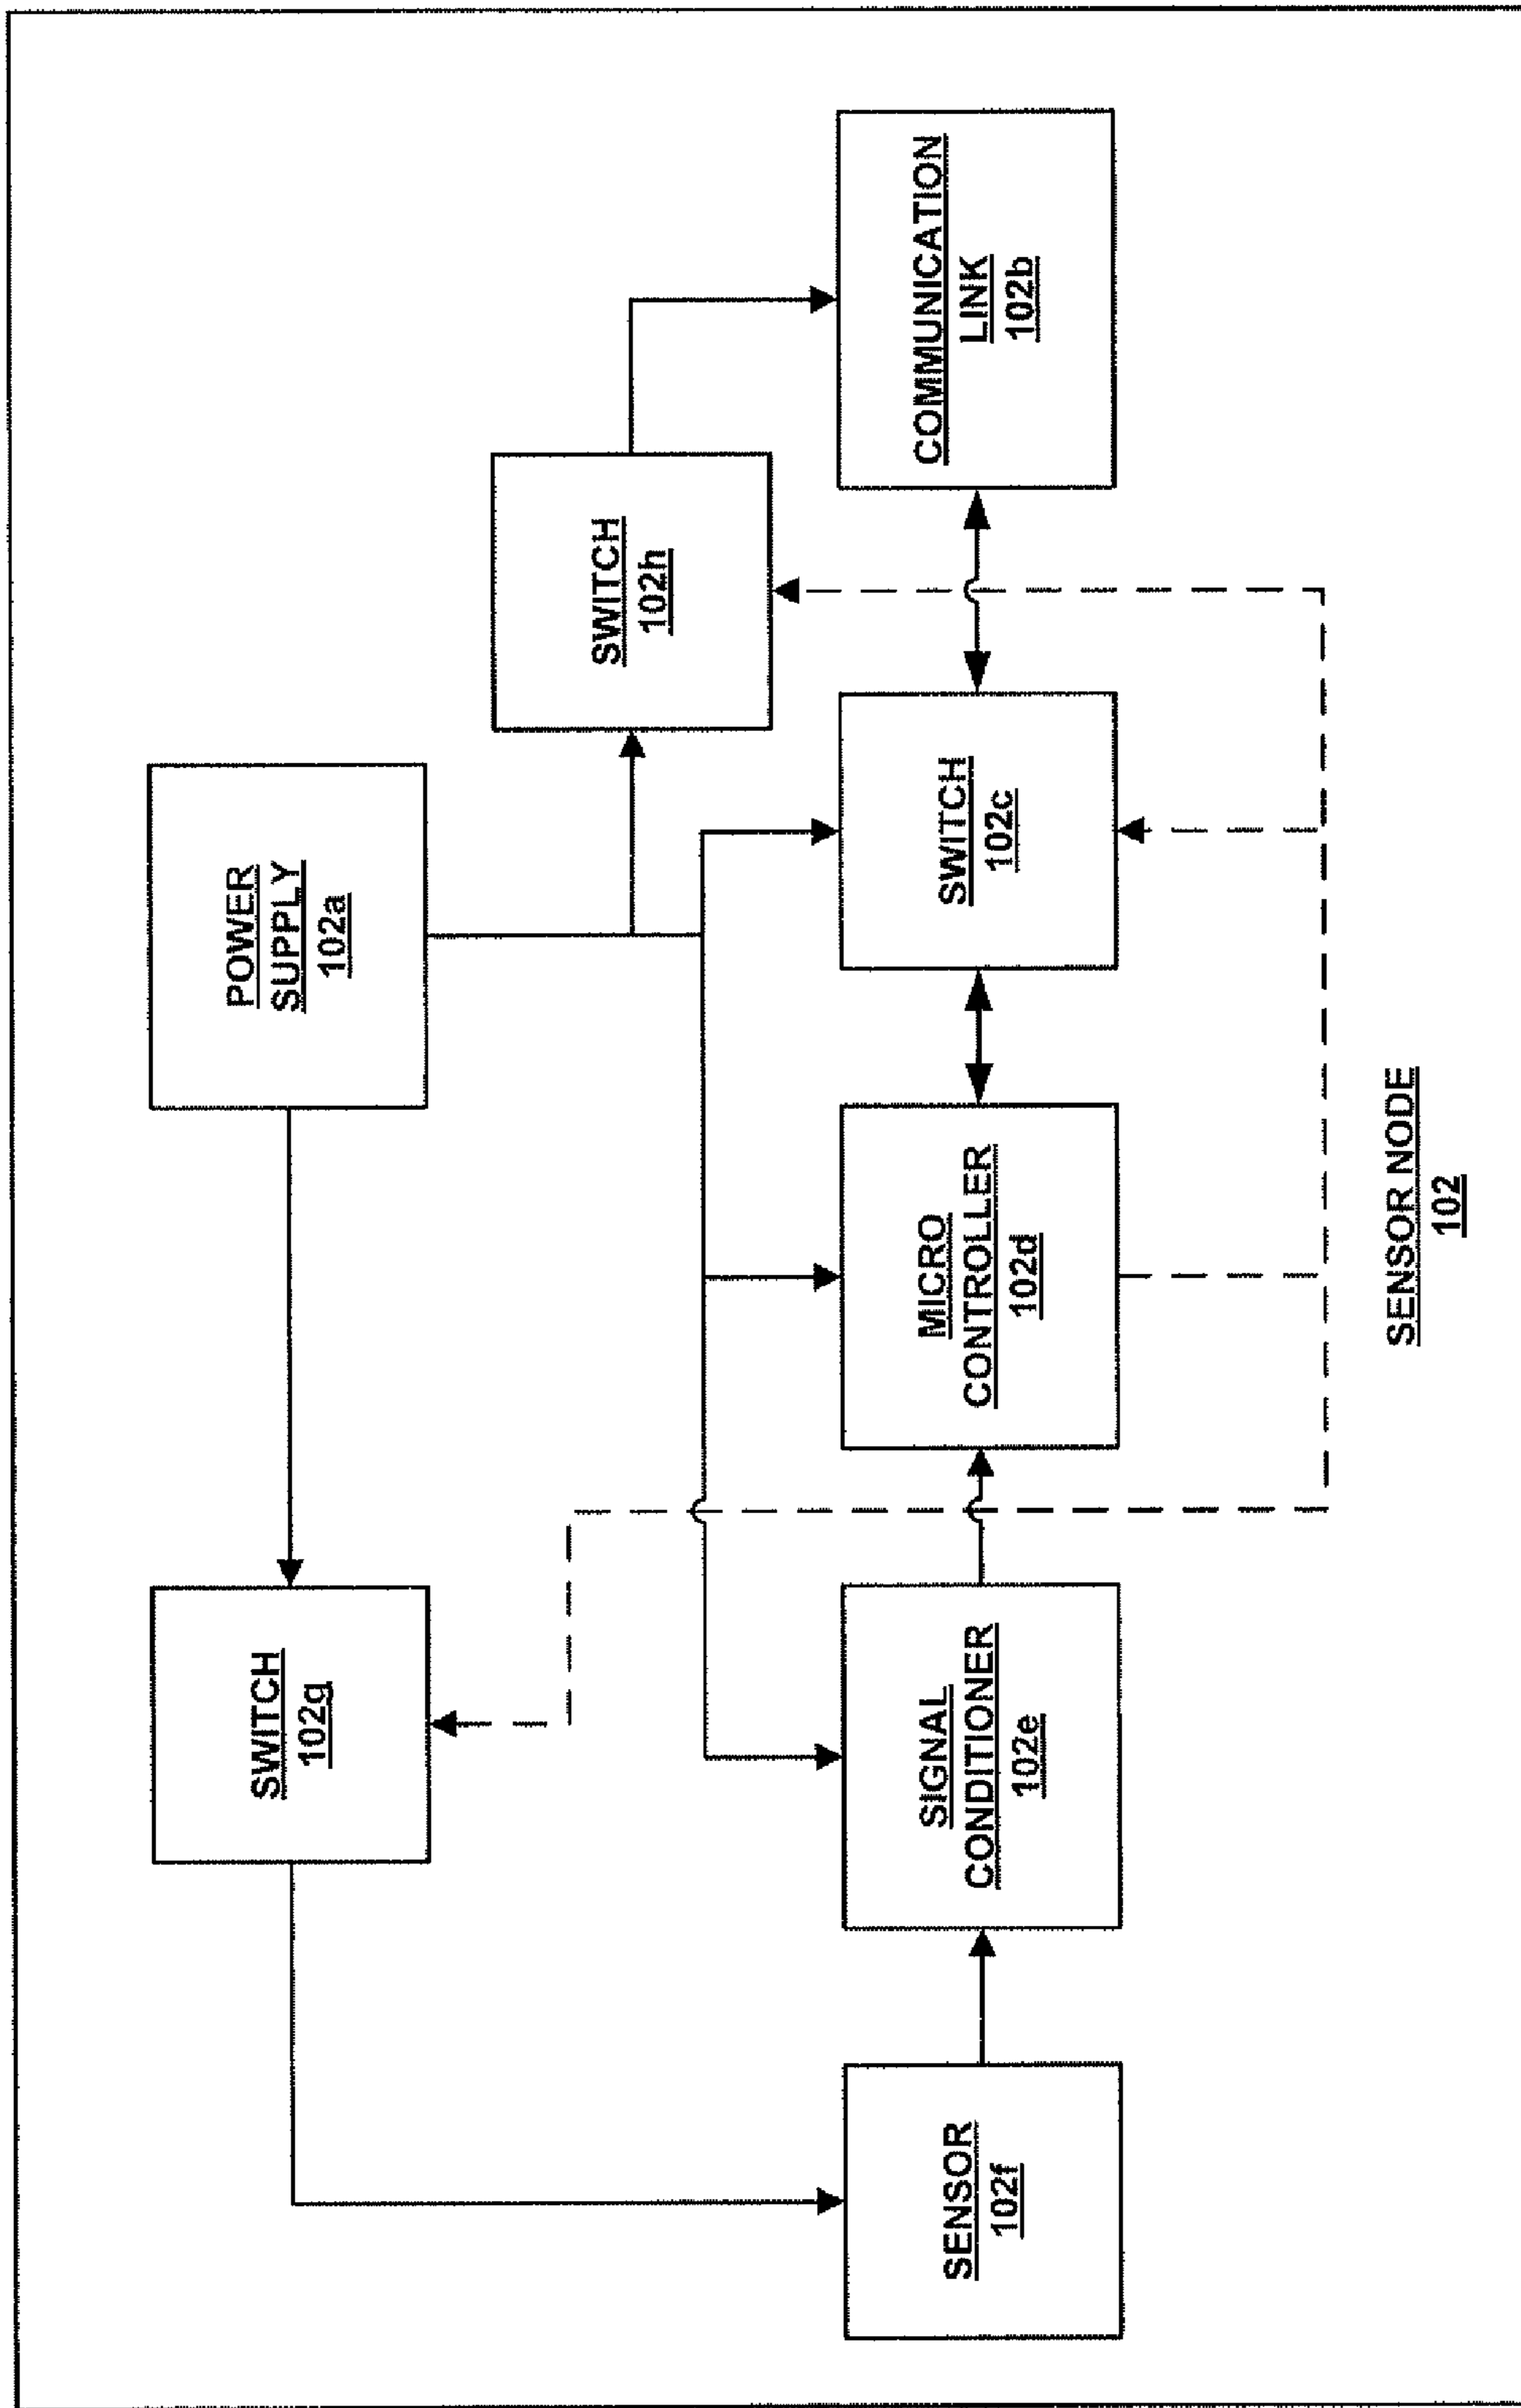 POWER
SUPPLY
102a
SWITCH
102g
SWITCH
102h
SENSOR
102f
SIGNAL
CONDITIONER
102e
MICRO
CONTROLLER
102d
SWITCH
102c
COMMUNICATION
LINK
102b
SENSOR NODE
102